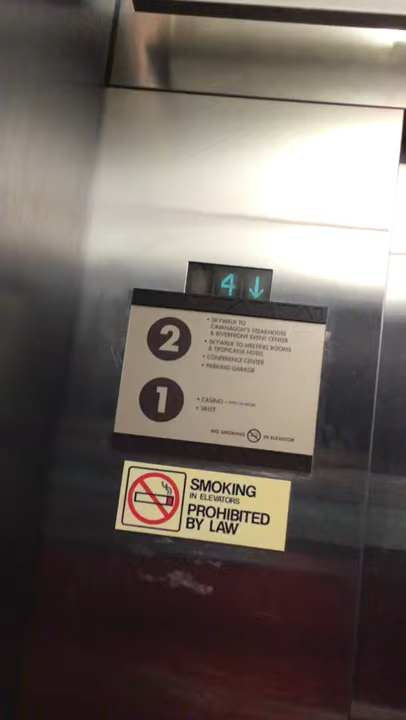 4↓
2
• SKYWALK TO
CAVANAUGH'S STEAKHOUSE
& RIVERFRONT EVENT CENTER
• SKYWALK TO MEETING ROOMS
& TROPICANA HOTEL
• CONFERENCE CENTER
• PARKING GARAGE
1
• CASINO
• VALET
NO SMOKING IN ELEVATOR
SMOKING
IN ELEVATORS
PROHIBITED
BY LAW